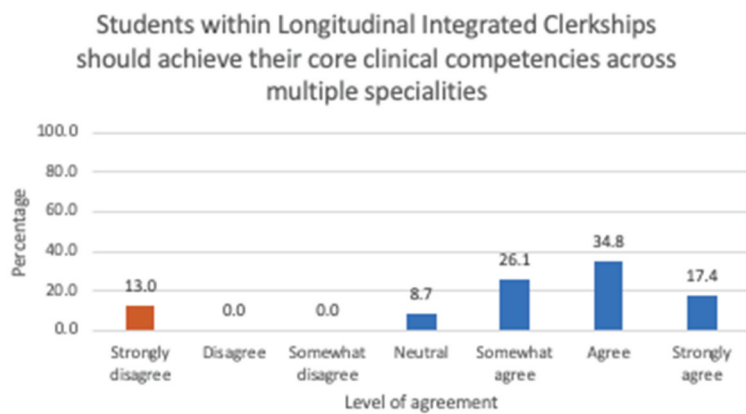 Students within Longitudinal Integrated Clerkships
should achieve their core clinical competencies across
multiple specialities
100.0
80.0
60.0
40.0
20.0
0.0
Percentage
13.0
0.0
0.0
8.7
26.1
34.8
17.4
Strongly
disagree
Disagree
Somewhat
disagree
Neutral
Somewhat
agree
Agree
Strongly
agree
Level of agreement